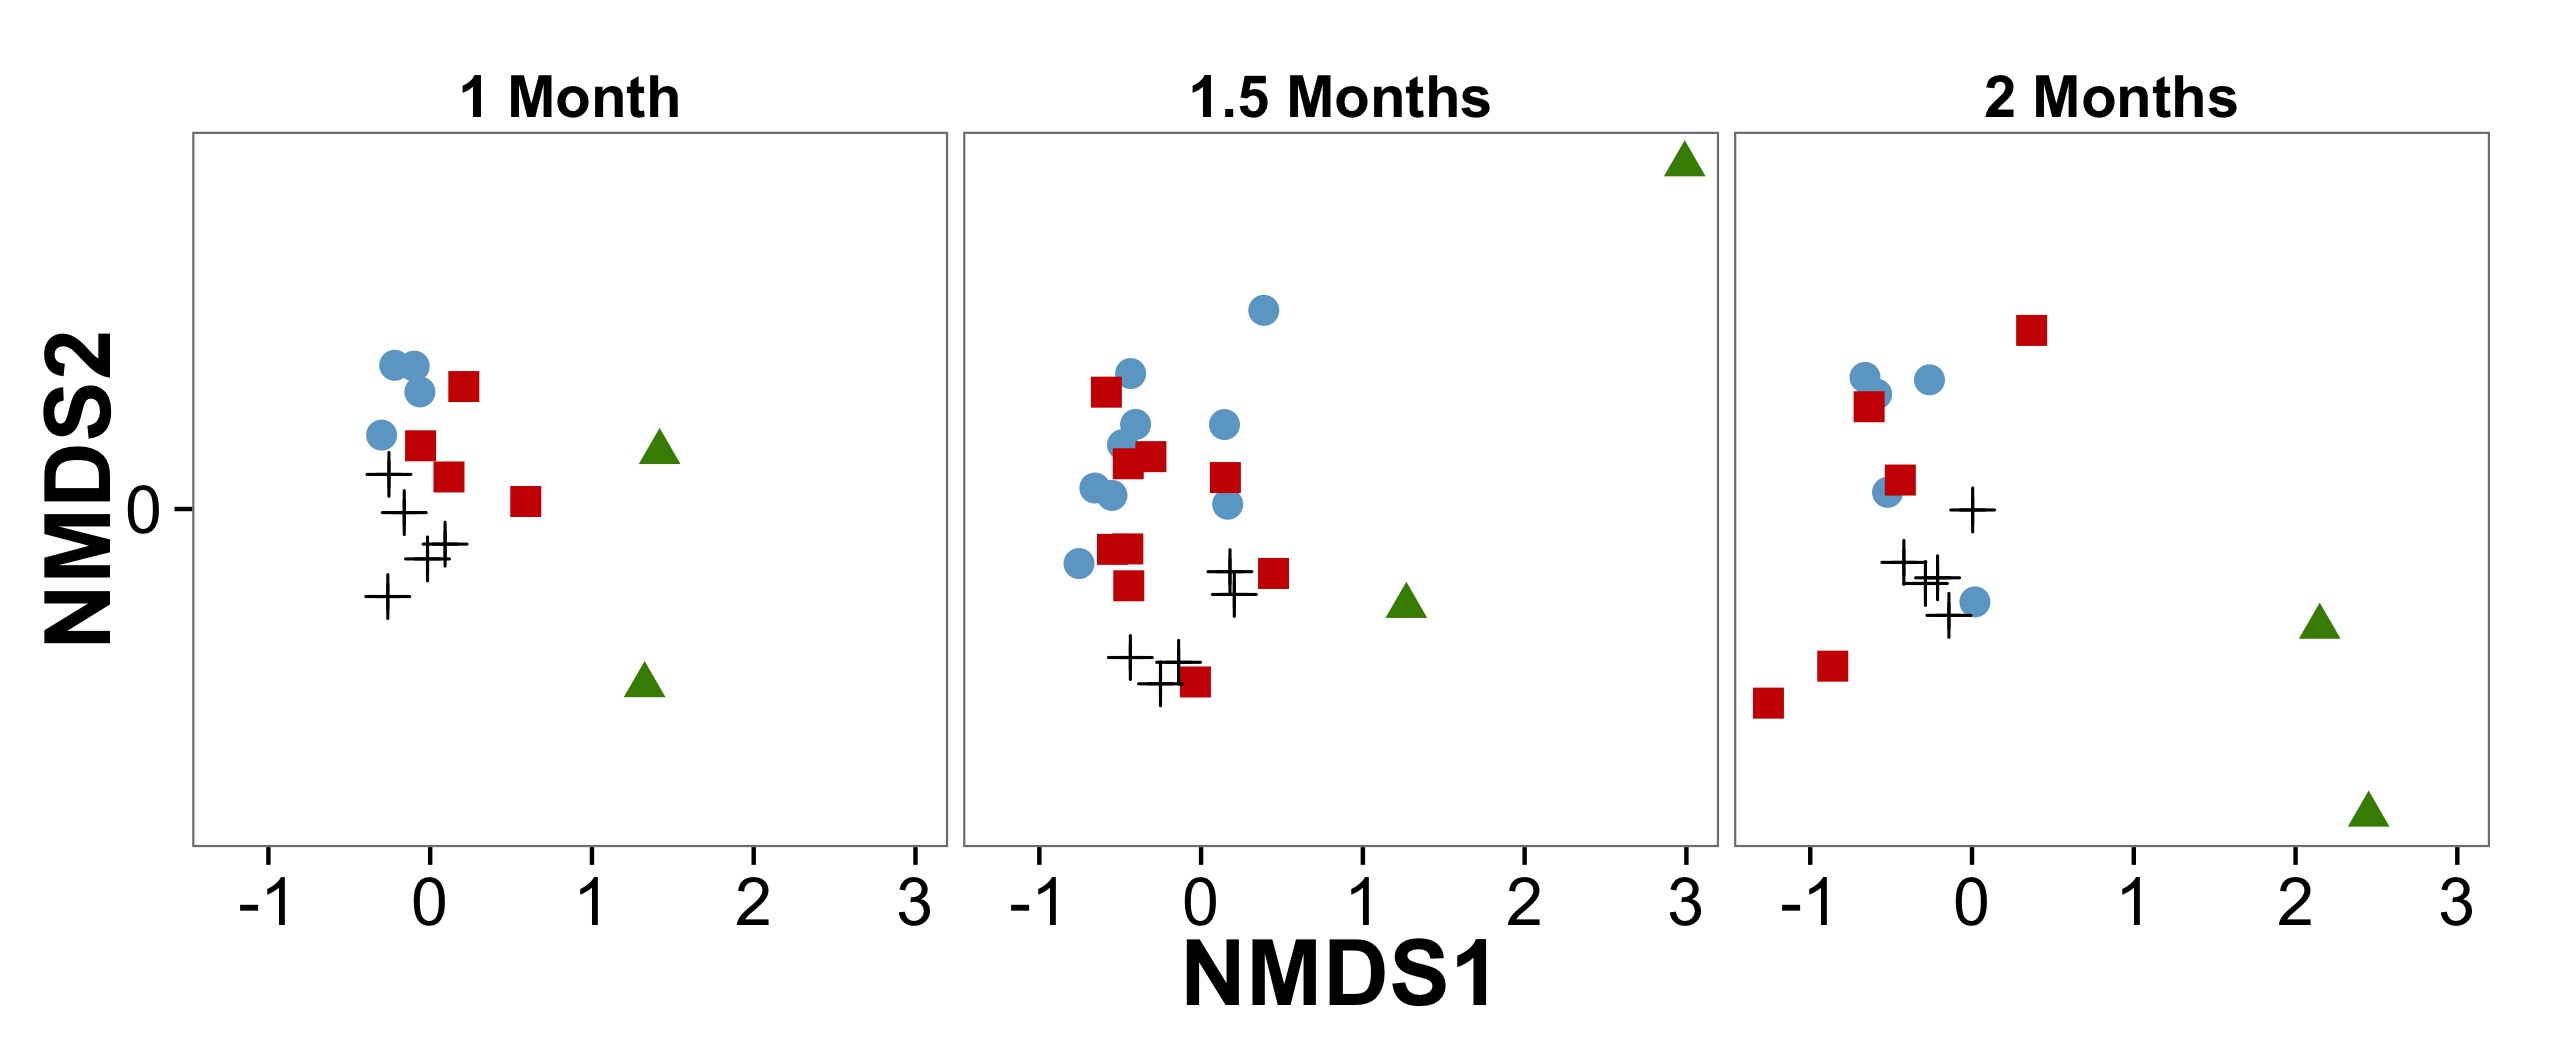 1 Month 1.5 Months 2 Months
NMDS2
0
-1 0 1 2 3 -1 0 1 2 3 -1 0 1 2 3
NMDS1